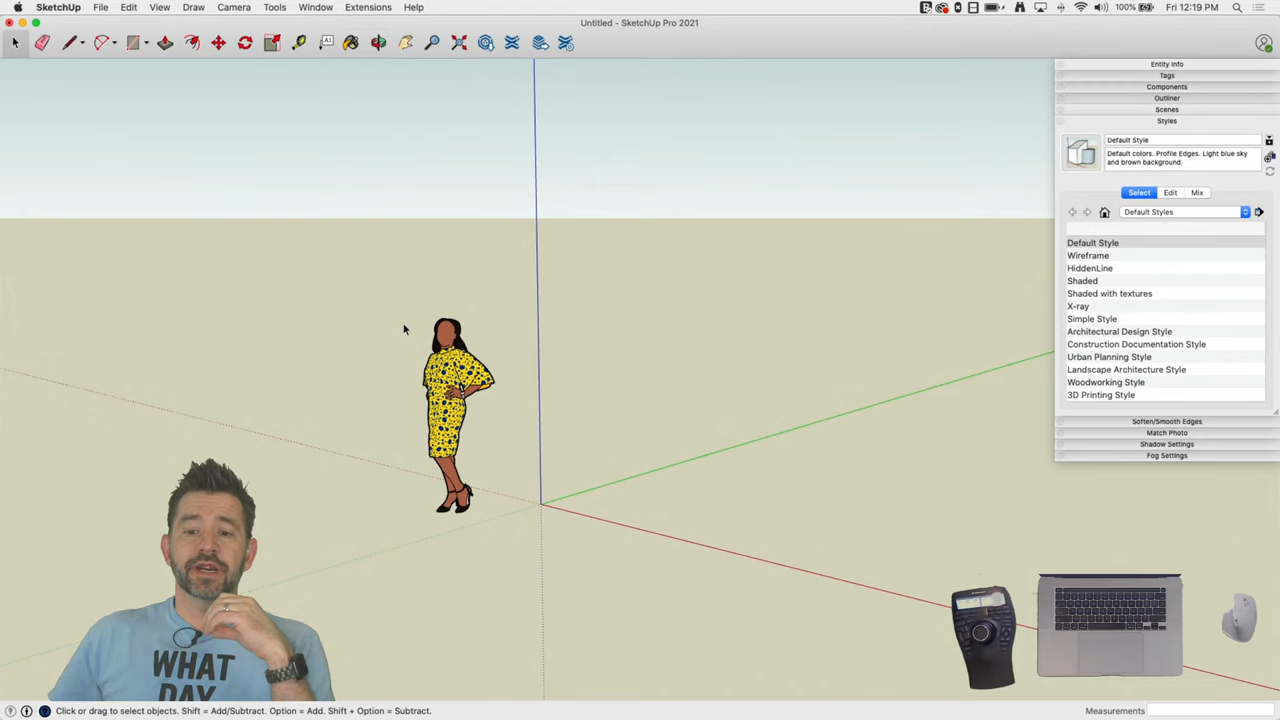 SketchUp File Edit View Draw Camera Tools Window Extensions Help
100% Fri 12:19 PM
Untitled - SketchUp Pro 2021
Entity Info
Tags
Components
Outliner
Scenes
Styles
Default Style
Default colors. Profile Edges. Light blue sky
and brown background.
Select Edit Mix
Default Styles
Default Style
Wireframe
HiddenLine
Shaded
Shaded with textures
X-ray
Simple Style
Architectural Design Style
Construction Documentation Style
Urban Planning Style
Landscape Architecture Style
Woodworking Style
3D Printing Style
Soften/Smooth Edges
Match Photo
Shadow Settings
Fog Settings
WHAT
DAY
Click or drag to select objects. Shift = Add/Subtract. Option = Add. Shift + Option = Subtract.
Measurements